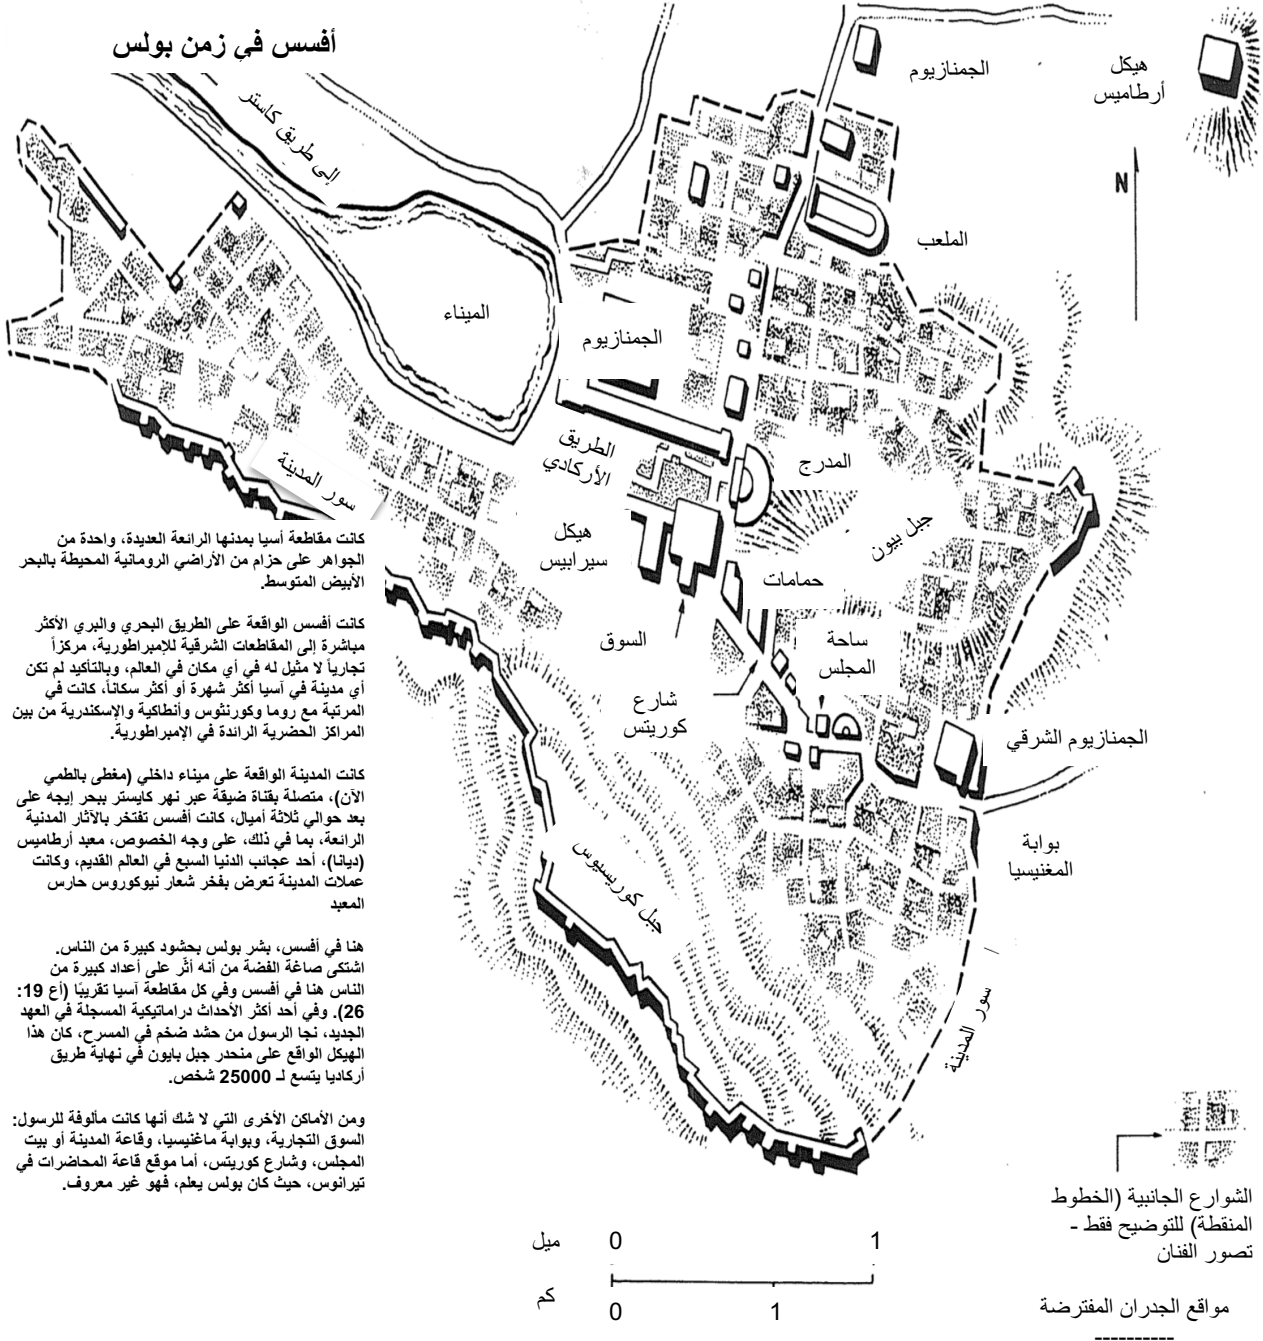 أفسس في زمن بولس
الجمنازيوم
هيكل
أرطاميس
إلى طريق كاستر
N
الملعب
الميناء
الجمنازيوم
الطريق
الأركادي
المدرج
سور المدينة
جبل بيون
هيكل
سيرابيس
حمامات
السوق
ساحة
المجلس
شارع
كوريتس
الجمنازيوم الشرقي
بوابة
المغنيسيا
جبل كوريسيوس
سور المدينة
كانت مقاطعة أسيا بمدنها الرائعة العديدة، واحدة من
الجواهر على حزام من الأراضي الرومانية المحيطة بالبحر
الأبيض المتوسط.
كانت أفسس الواقعة على الطريق البحري والبري الأكثر
مباشرة إلى المقاطعات الشرقية للإمبراطورية، مركزاً
تجارياً لا مثيل له في أي مكان في العالم، وبالتأكيد لم تكن
أي مدينة في آسيا أكثر شهرة أو أكثر سكاناً، كانت في
المرتبة مع روما وكورنثوس وأنطاكية والإسكندرية من بين
المراكز الحضرية الرائدة في الإمبراطورية.
كانت المدينة الواقعة على ميناء داخلي (مغطى بالطمي
الآن)، متصلة بقناة ضيقة عبر نهر كايستر ببحر إيجه على
بعد حوالي ثلاثة أميال، كانت أفسس تفتخر بالآثار المدنية
الرائعة، بما في ذلك، على وجه الخصوص، معبد أرطاميس
(ديانا)، أحد عجائب الدنيا السبع في العالم القديم، وكانت
عملات المدينة تعرض بفخر شعار نيوكوروس حارس
المعبد
هنا في أفسس، بشر بولس بحشود كبيرة من الناس.
اشتكى صاغة الفضة من أنه أثّر على أعداد كبيرة من
الناس هنا في أفسس وفي كل مقاطعة آسيا تقريبًا (أع 19:
26). وفي أحد أكثر الأحداث دراماتيكية المسجلة في العهد
الجديد، نجا الرسول من حشد ضخم في المسرح، كان هذا
الهيكل الواقع على منحدر جبل بايون في نهاية طريق
أركاديا يتسع لـ 25000 شخص.
ومن الأماكن الأخرى التي لا شك أنها كانت مألوفة للرسول:
السوق التجارية، وبوابة ماغنيسيا، وقاعة المدينة أو بيت
المجلس، وشارع كوريتس، أما موقع قاعة المحاضرات في
تيرانوس، حيث كان بولس يعلم، فهو غير معروف.
الشوارع الجانبية (الخطوط
المنقطة) للتوضيح فقط -
تصور الفنان
مواقع الجدران المفترضة
----------
ميل 0 1
كم 0 1